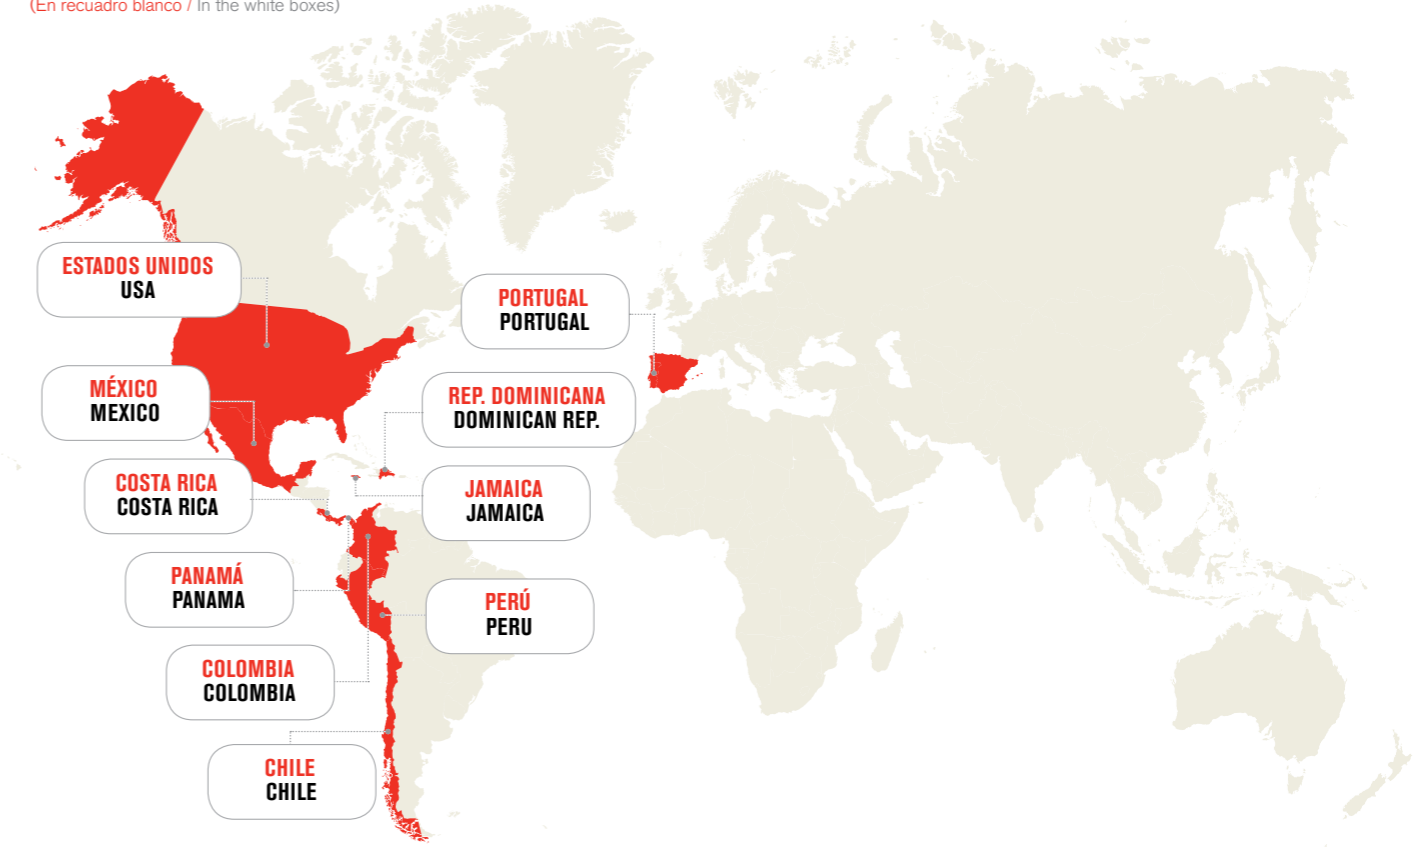 (En recuadro blanco / In the white boxes)
ESTADOS UNIDOS
USA
PORTUGAL
PORTUGAL
MÉXICO
MEXICO
REP. DOMINICANA
DOMINICAN REP.
COSTA RICA
COSTA RICA
JAMAICA
JAMAICA
PANAMÁ
PANAMA
PERÚ
PERU
COLOMBIA
COLOMBIA
CHILE
CHILE